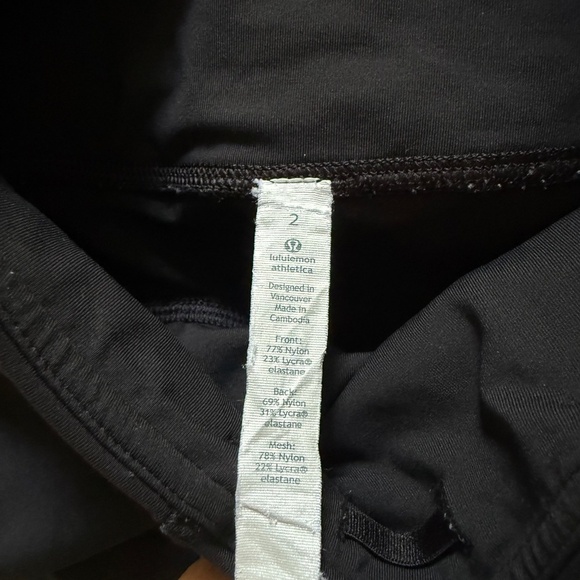 2
lululemon
athletica
Designed in
Vancouver
Made in
Cambodia
Front:
77% Nylon
23% Lycra®
elastane
Back:
69% Nylon
31% Lycra®
elastane
Mesh:
78% Nylon
22% Lycra®
elastane